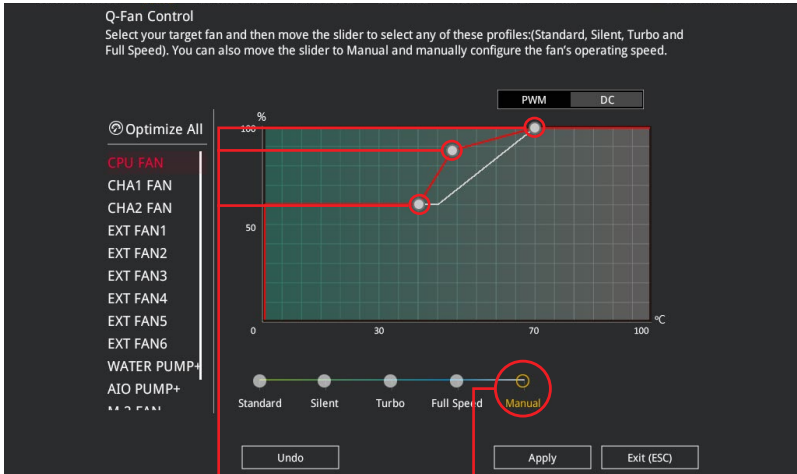 Q-Fan Control
Select your target fan and then move the slider to select any of these profiles:(Standard, Silent, Turbo and
Full Speed). You can also move the slider to Manual and manually configure the fan's operating speed.
PWM DC
Optimize All
CPU FAN
CHA1 FAN
CHA2 FAN
EXT FAN1
EXT FAN2
EXT FAN3
EXT FAN4
EXT FAN5
EXT FAN6
WATER PUMP+
AIO PUMP+
M.2 FAN
%
100
50
0 30 70 100
ºC
Standard Silent Turbo Full Speed Manual
Undo Apply Exit (ESC)